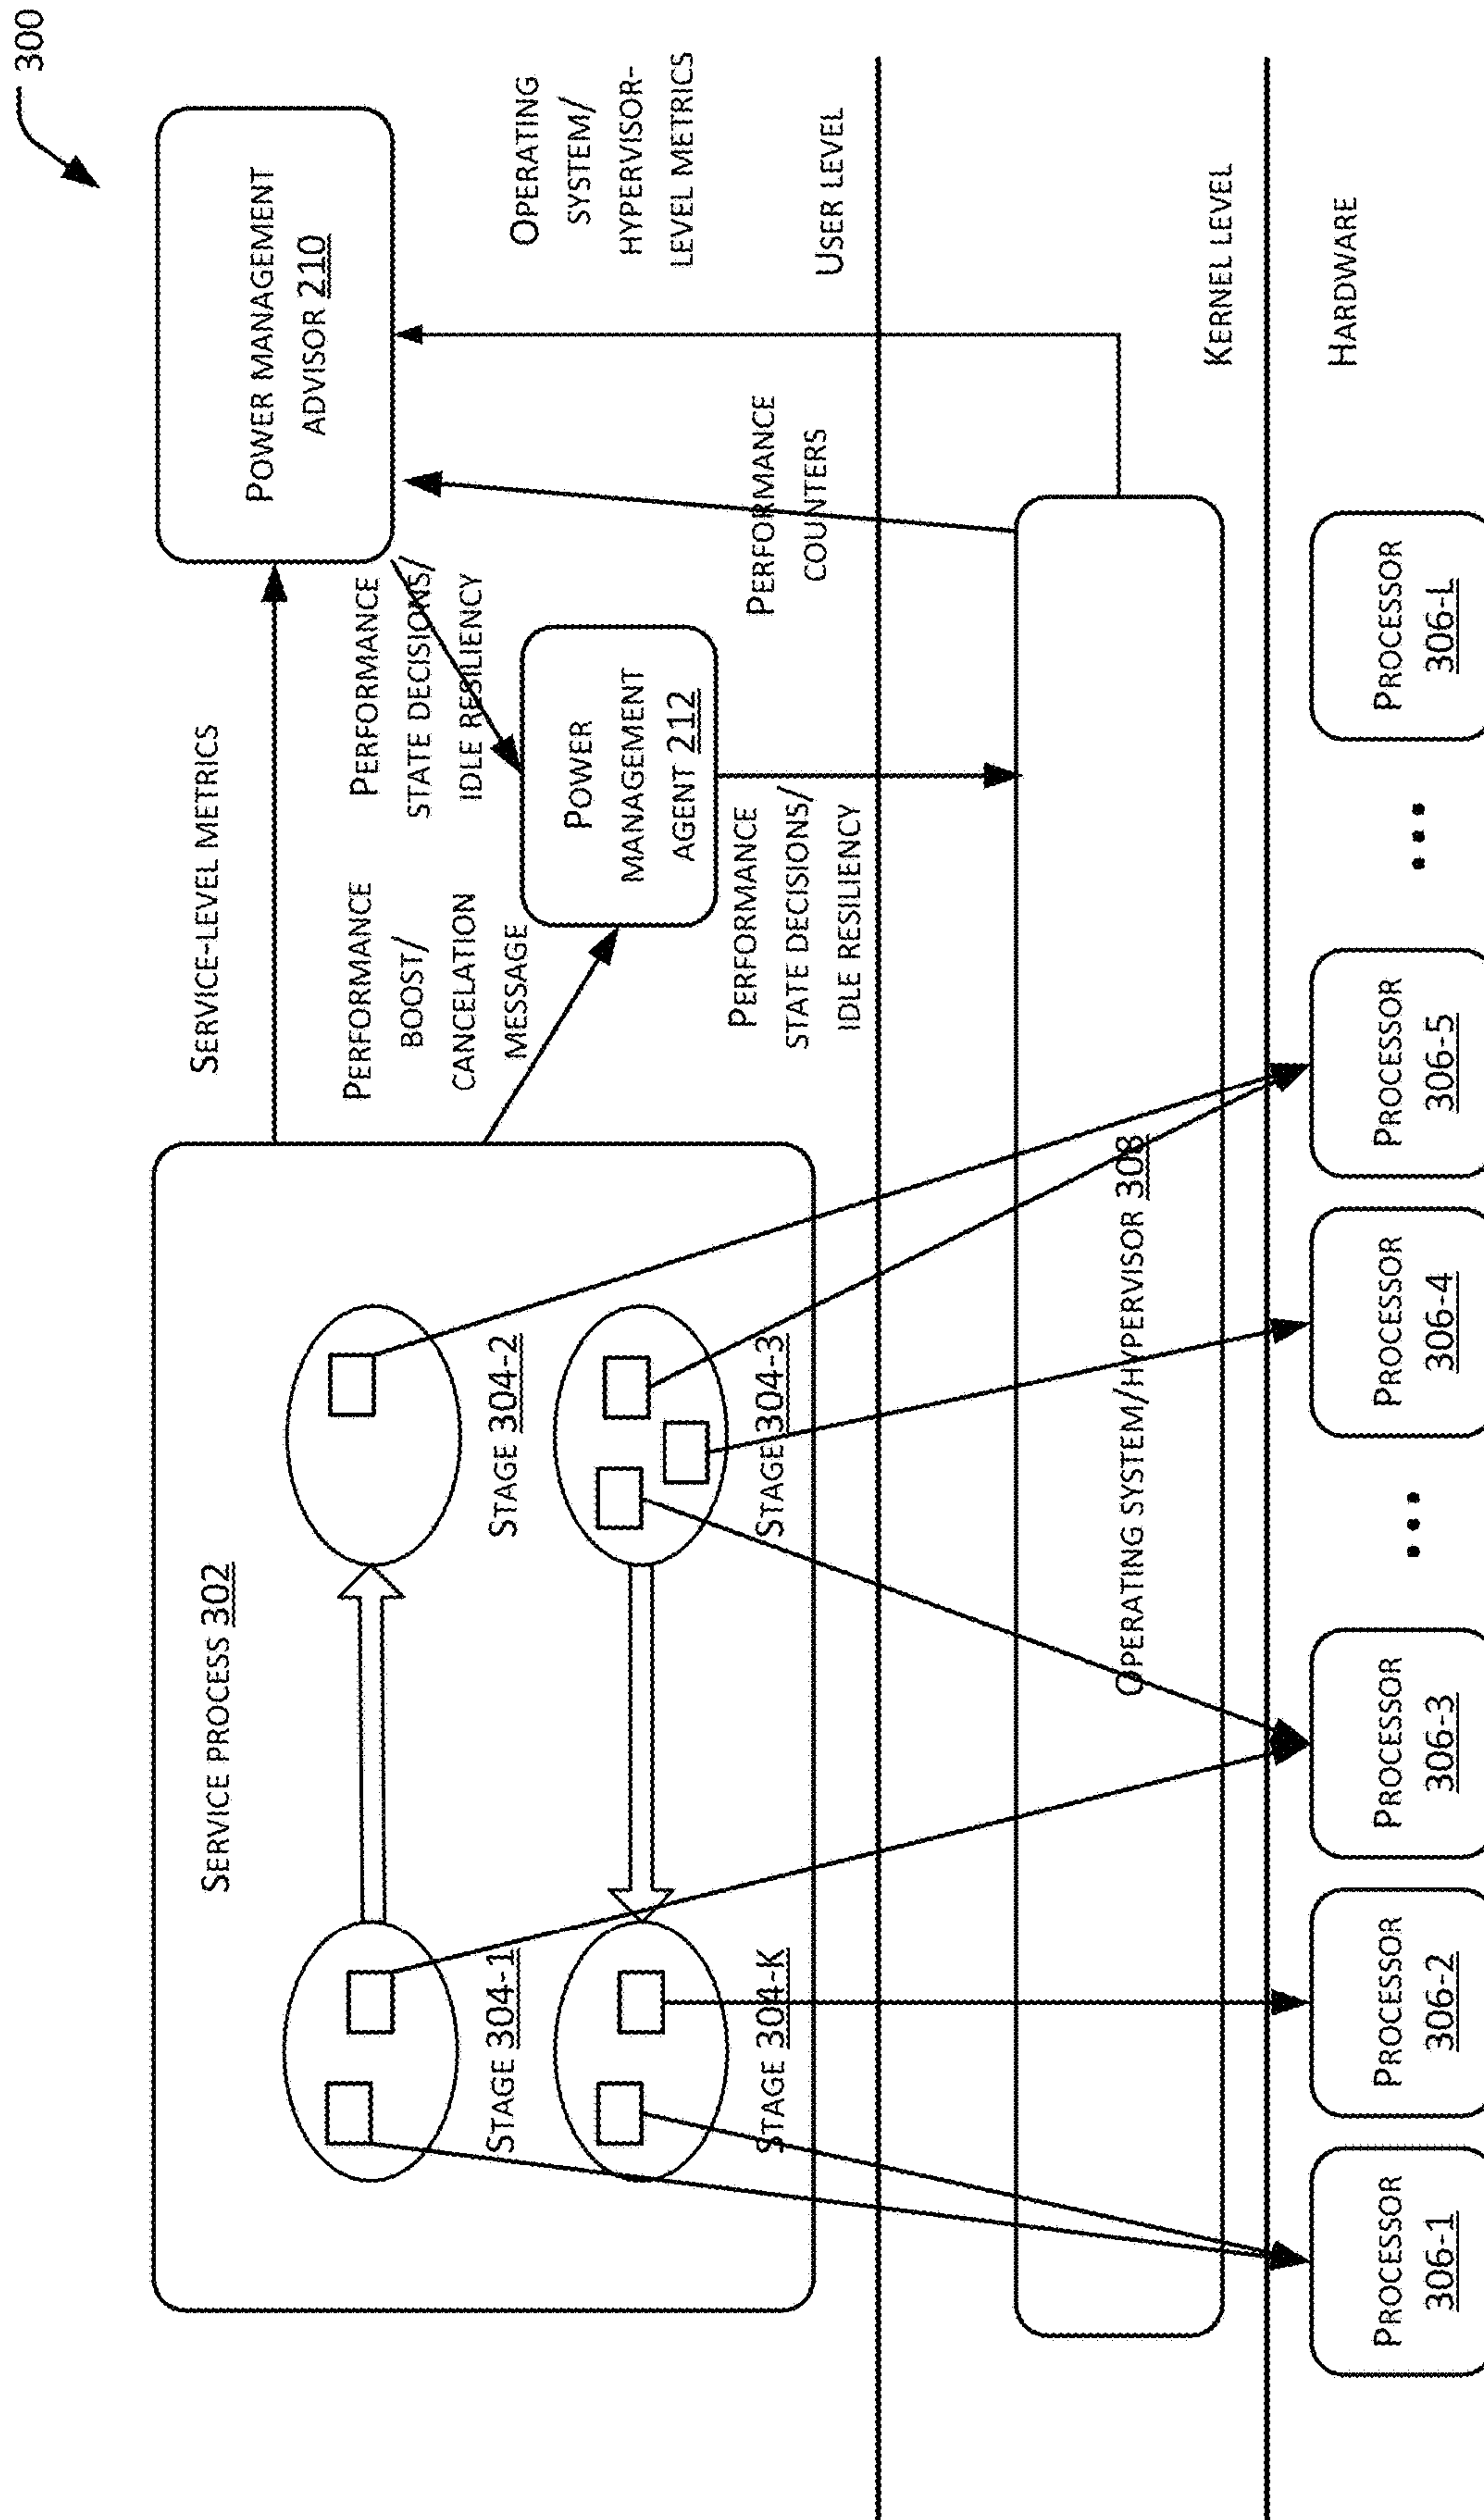 300
SERVICE PROCESS 302
STAGE 304-1
STAGE 304-2
STAGE 304-K
STAGE 304-3
SERVICE-LEVEL METRICS
POWER MANAGEMENT
ADVISOR 210
PERFORMANCE
BOOST/
CANCELATION
MESSAGE
PERFORMANCE
STATE DECISIONS/
IDLE RESILIENCY
POWER
MANAGEMENT
AGENT 212
OPERATING
SYSTEM/
HYPERVISOR-
LEVEL METRICS
PERFORMANCE
STATE DECISIONS/
IDLE RESILIENCY
PERFORMANCE
COUNTERS
USER LEVEL
OPERATING SYSTEM/HYPERVISOR 308
KERNEL LEVEL
HARDWARE
PROCESSOR
306-1
PROCESSOR
306-2
PROCESSOR
306-3
PROCESSOR
306-4
PROCESSOR
306-5
PROCESSOR
306-L